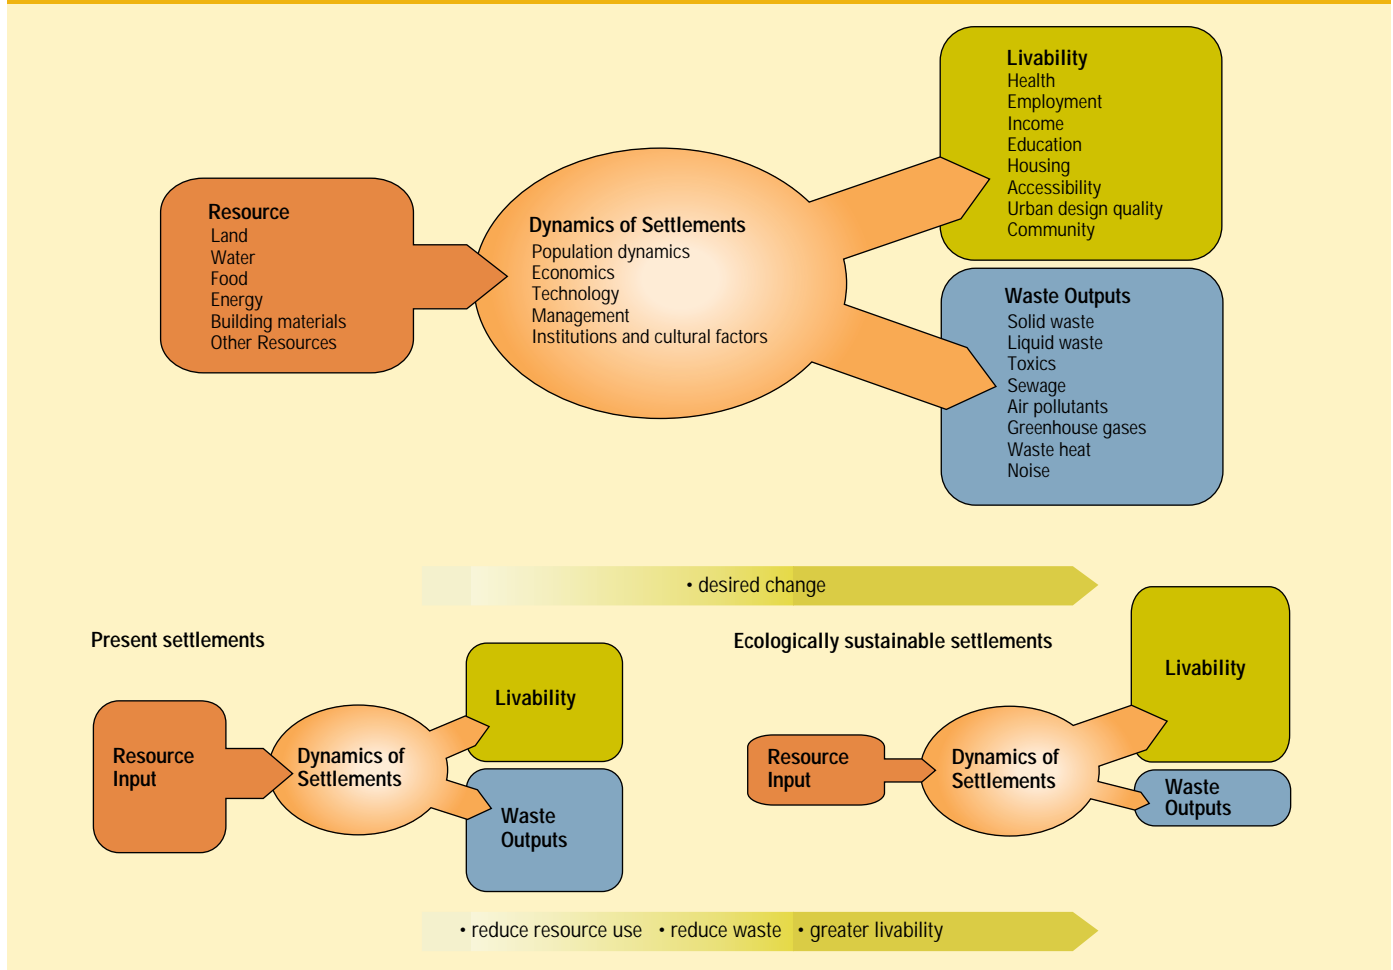 Resource
Land
Water
Food
Energy
Building materials
Other Resources
Dynamics of Settlements
Population dynamics
Economics
Technology
Management
Institutions and cultural factors
Livability
Health
Employment
Income
Education
Housing
Accessibility
Urban design quality
Community
Waste Outputs
Solid waste
Liquid waste
Toxics
Sewage
Air pollutants
Greenhouse gases
Waste heat
Noise
• desired change
Present settlements
Resource
Input
Dynamics of
Settlements
Livability
Waste
Outputs
Ecologically sustainable settlements
Resource
Input
Dynamics of
Settlements
Livability
Waste
Outputs
• reduce resource use • reduce waste • greater livability